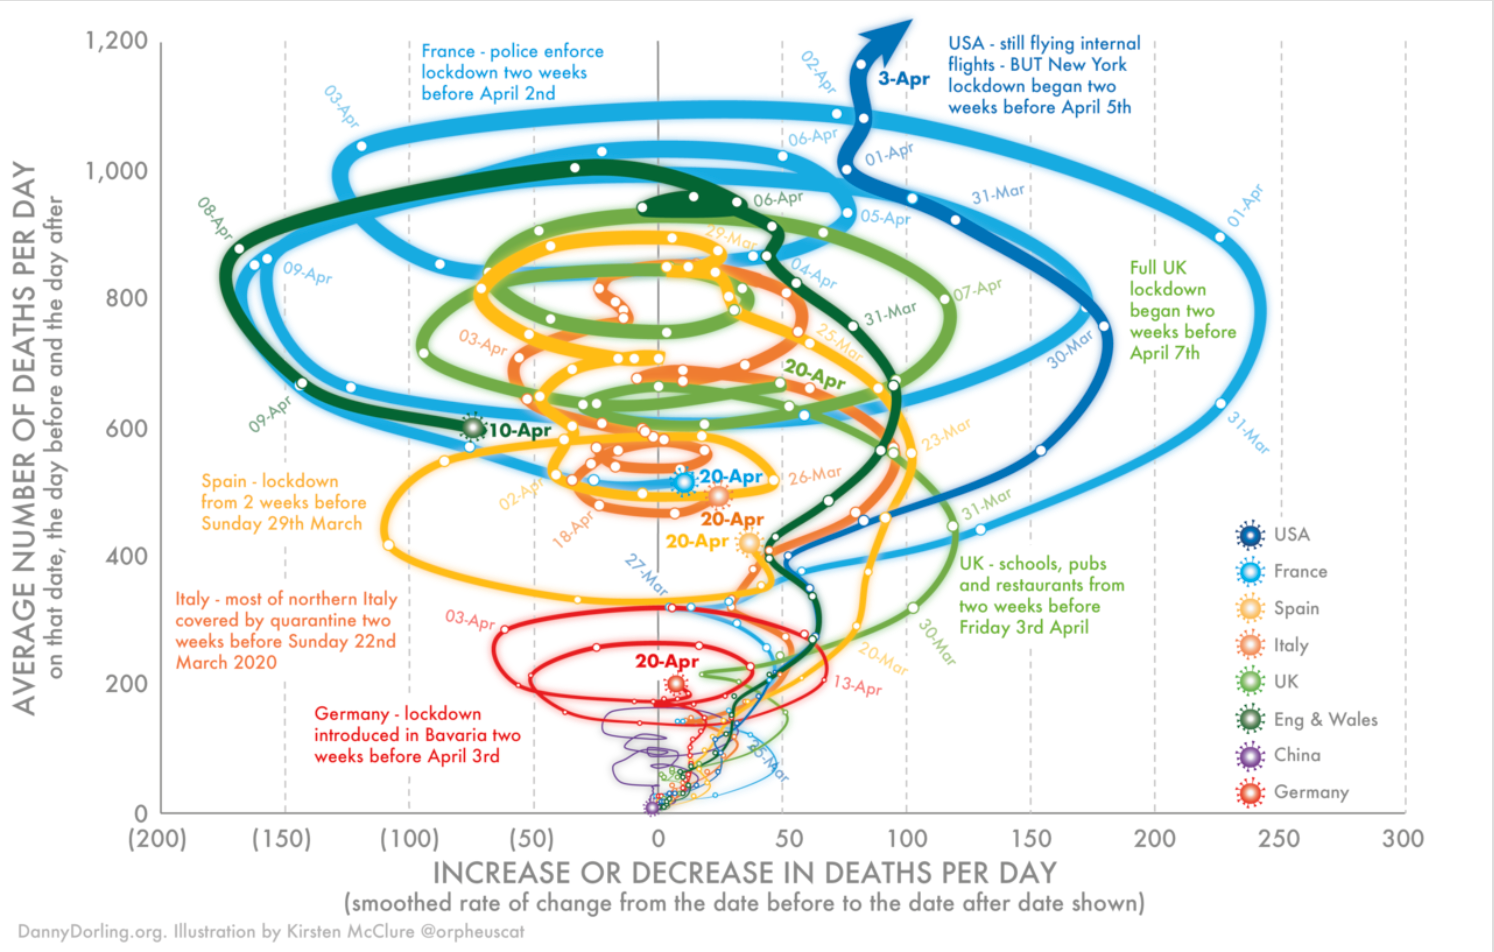 1,200
1,000
800
600
400
200
0
AVERAGE NUMBER OF DEATHS PER DAY
on that date, the day before and the day after
(200)
(150)
(100)
(50)
0
50
100
150
200
250
300
INCREASE OR DECREASE IN DEATHS PER DAY
(smoothed rate of change from the date before to the date after date shown)
France - police enforce
lockdown two weeks
before April 2nd
USA - still flying internal
flights - BUT New York
lockdown began two
weeks before April 5th
3-Apr
02-Apr
03-Apr
06-Apr
01-Apr
31-Mar
01-Apr
06-Apr
05-Apr
08-Apr
09-Apr
29-Mar
04-Apr
07-Apr
31-Mar
Full UK
lockdown
began two
weeks before
April 7th
03-Apr
25-Mar
30-Mar
20-Apr
09-Apr
10-Apr
23-Mar
31-Mar
Spain - lockdown
from 2 weeks before
Sunday 29th March
02-Apr
20-Apr
26-Mar
18-Apr
20-Apr
20-Apr
31-Mar
27-Mar
UK - schools, pubs
and restaurants from
two weeks before
Friday 3rd April
Italy - most of northern Italy
covered by quarantine two
weeks before Sunday 22nd
March 2020
03-Apr
30-Mar
20-Mar
20-Apr
13-Apr
Germany - lockdown
introduced in Bavaria two
weeks before April 3rd
USA
France
Spain
Italy
UK
Eng & Wales
China
Germany
DannyDorling.org. Illustration by Kirsten McClure @orpheuscat